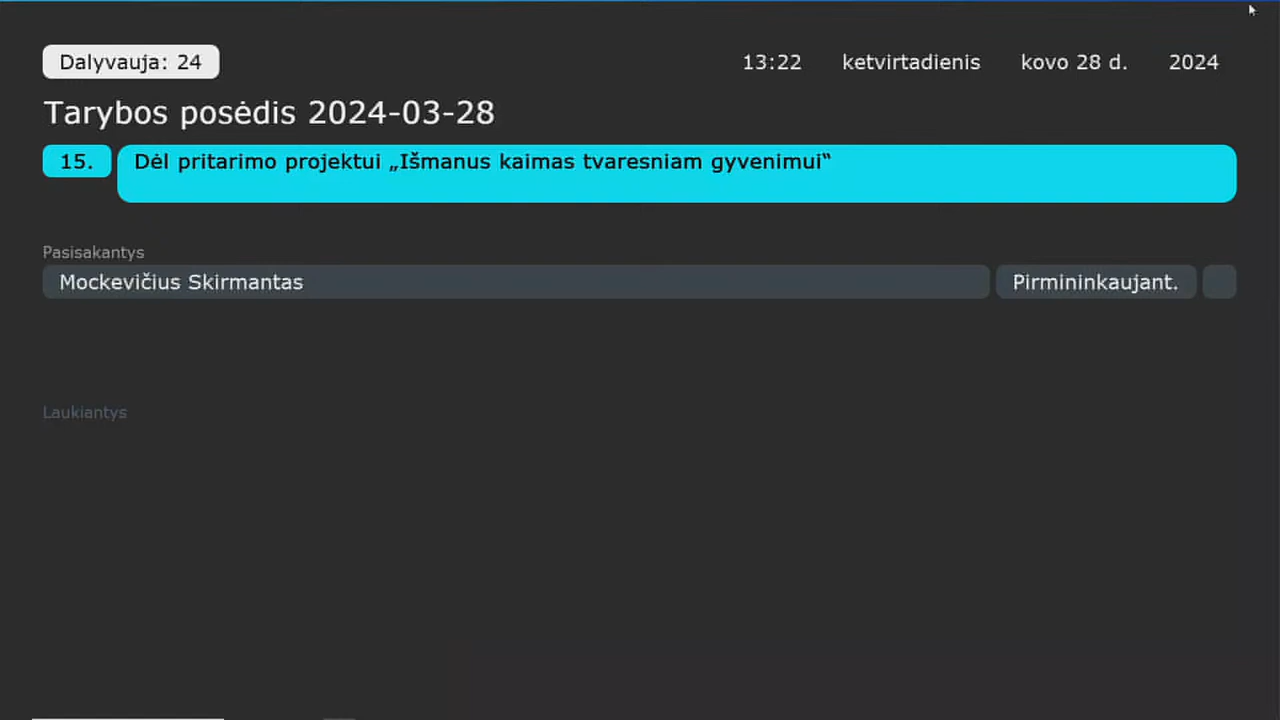 Dalyvauja: 24
13:22 ketvirtadienis kovo 28 d. 2024
Tarybos posėdis 2024-03-28
15. Dėl pritarimo projektui „Išmanus kaimas tvaresniam gyvenimui“
Pasisakantys
Mockevičius Skirmantas Pirmininkaujant.
Laukiantys